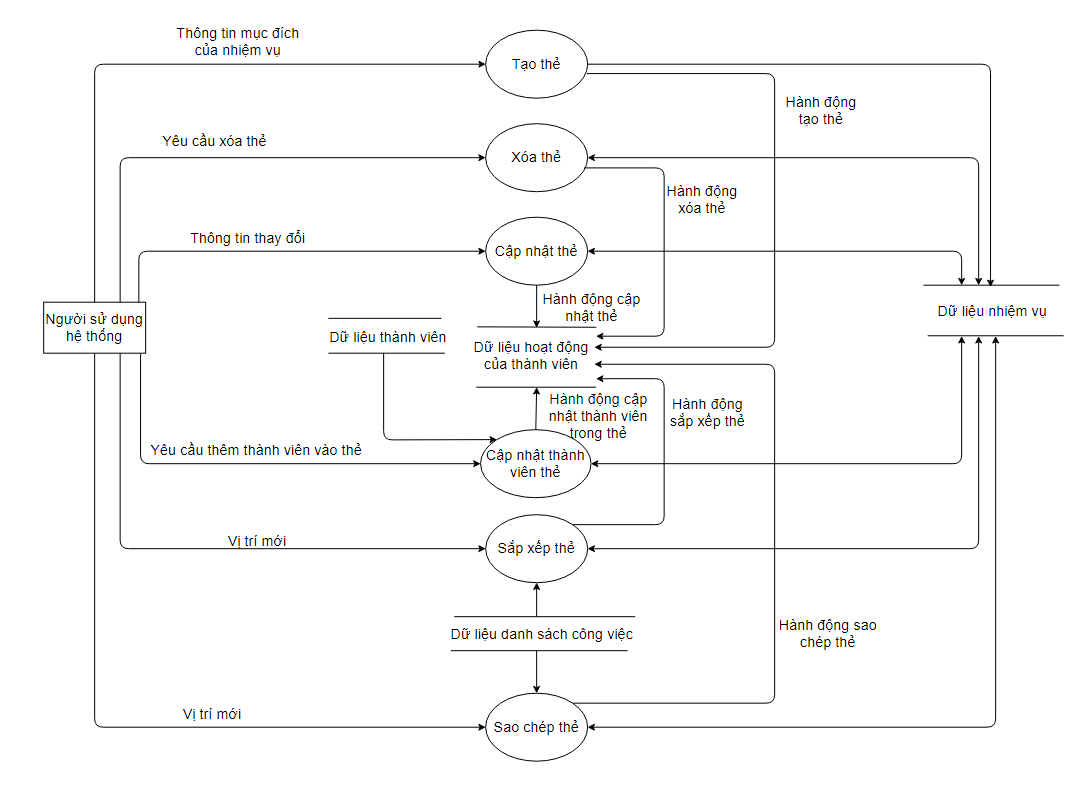 Thông tin mục đích
của nhiệm vụ
Tạo thẻ
Hành động
tạo thẻ
Yêu cầu xóa thẻ
Xóa thẻ
Hành động
xóa thẻ
Thông tin thay đổi
Cập nhật thẻ
Hành động cập
nhật thẻ
Người sử dụng
hệ thống
Dữ liệu thành viên
Dữ liệu hoạt động
của thành viên
Dữ liệu nhiệm vụ
Hành động cập
nhật thành viên
trong thẻ
Hành động
sắp xếp thẻ
Yêu cầu thêm thành viên vào thẻ
Cập nhật thành
viên thẻ
Vị trí mới
Sắp xếp thẻ
Dữ liệu danh sách công việc
Hành động sao
chép thẻ
Vị trí mới
Sao chép thẻ